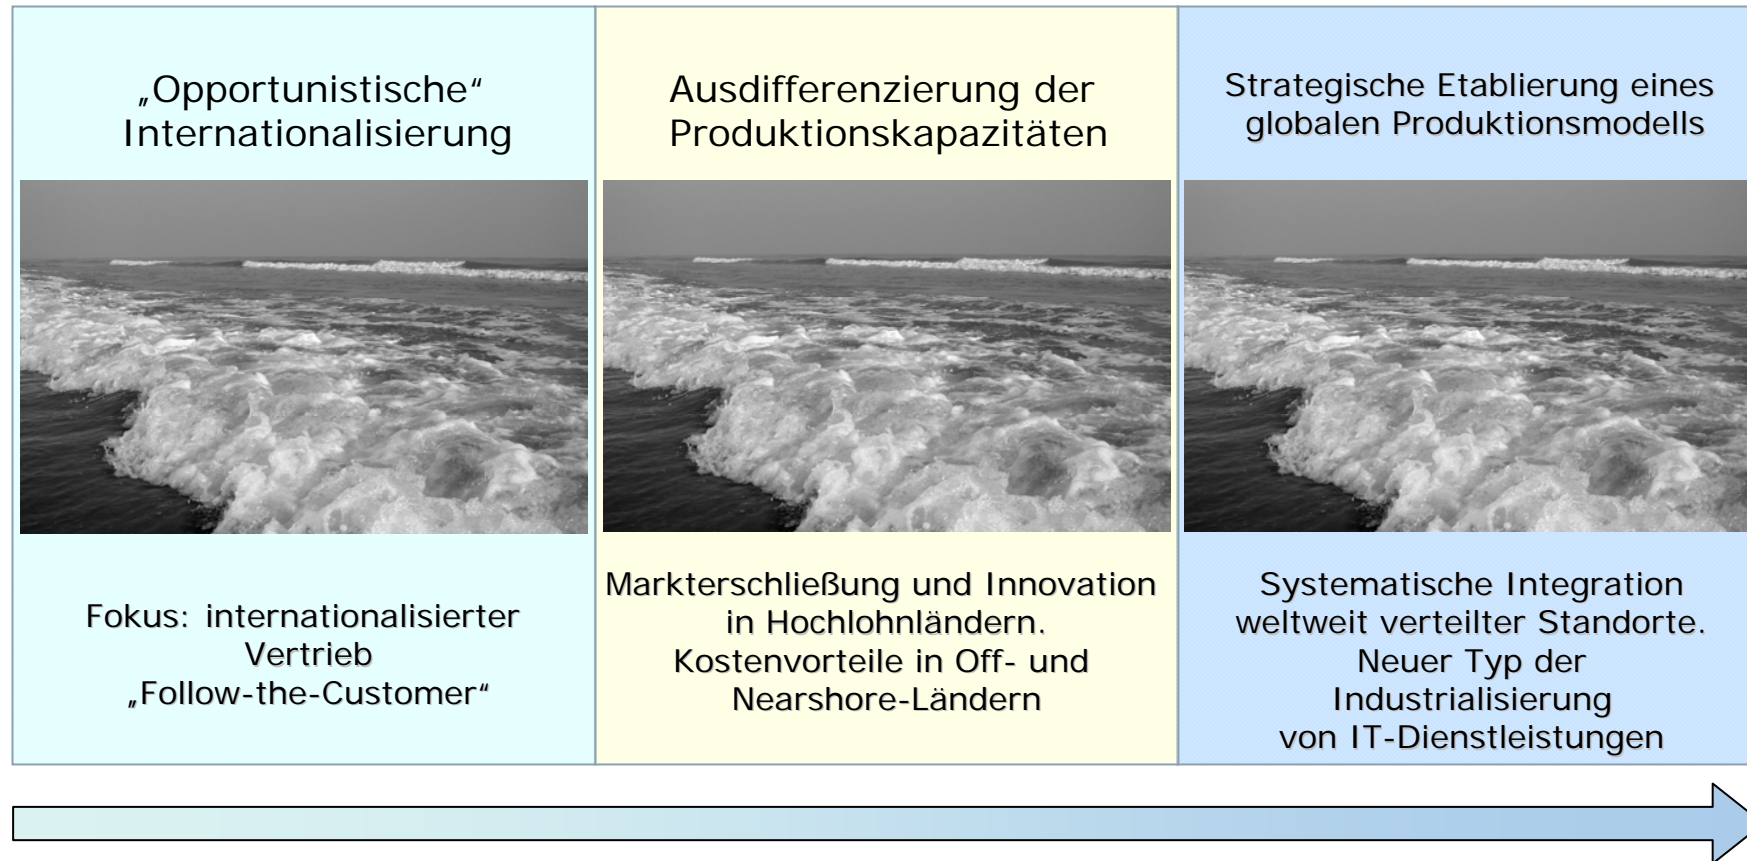 „Opportunistische“
Internationalisierung
Ausdifferenzierung der
Produktionskapazitäten
Strategische Etablierung eines
globalen Produktionsmodells
Fokus: internationalisierter
Vertrieb
„Follow-the-Customer“
Markterschließung und Innovation
in Hochlohnländern.
Kostenvorteile in Off- und
Nearshore-Ländern
Systematische Integration
weltweit verteilter Standorte.
Neuer Typ der
Industrialisierung
von IT-Dienstleistungen